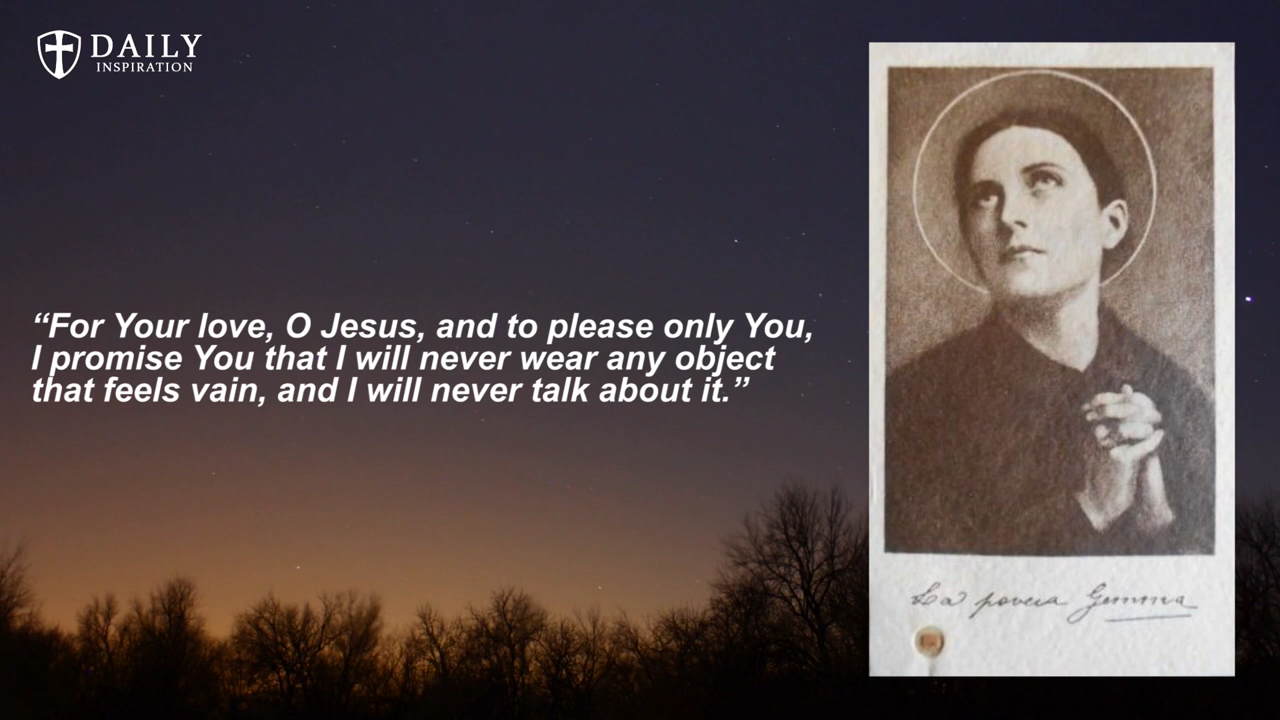 DAILY
INSPIRATION
“For Your love, O Jesus, and to please only You,
I promise You that I will never wear any object
that feels vain, and I will never talk about it.”
La povera Gemma